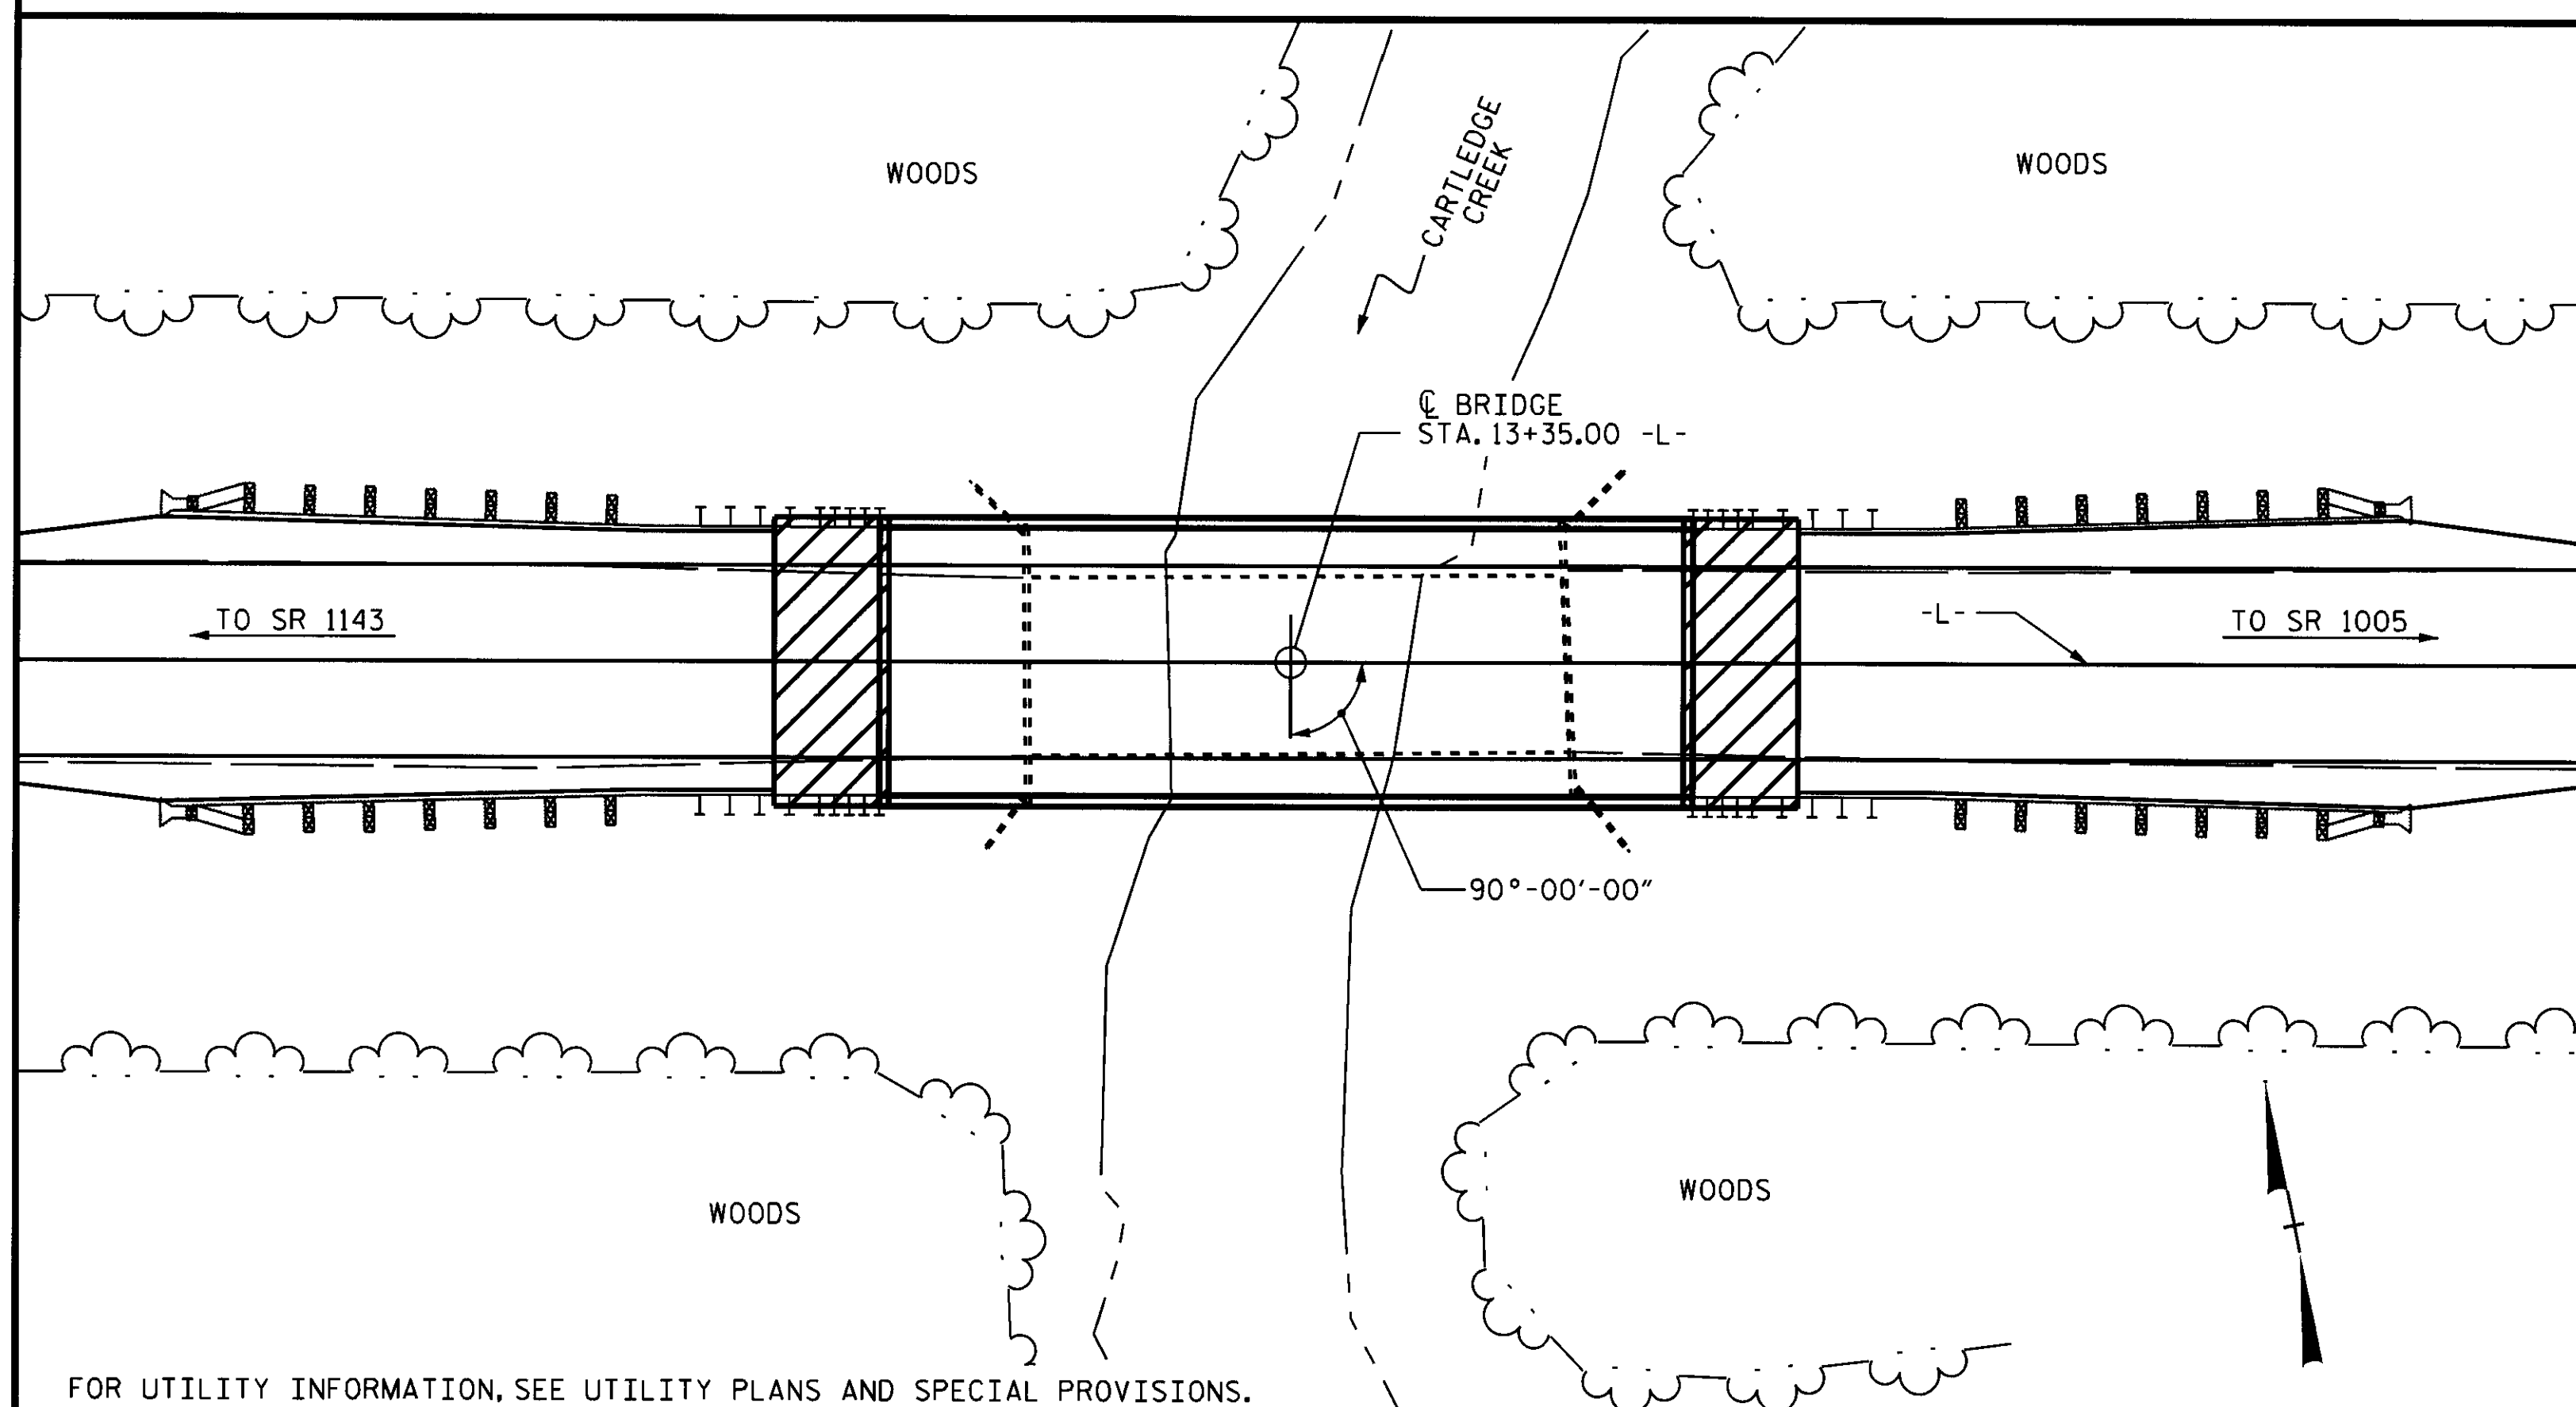 WOODS
WOODS
CARTLEDGE
CREEK
℄ BRIDGE
STA. 13+35.00 -L-
TO SR 1143
-L-
TO SR 1005
90°-00'-00"
WOODS
WOODS
FOR UTILITY INFORMATION, SEE UTILITY PLANS AND SPECIAL PROVISIONS.